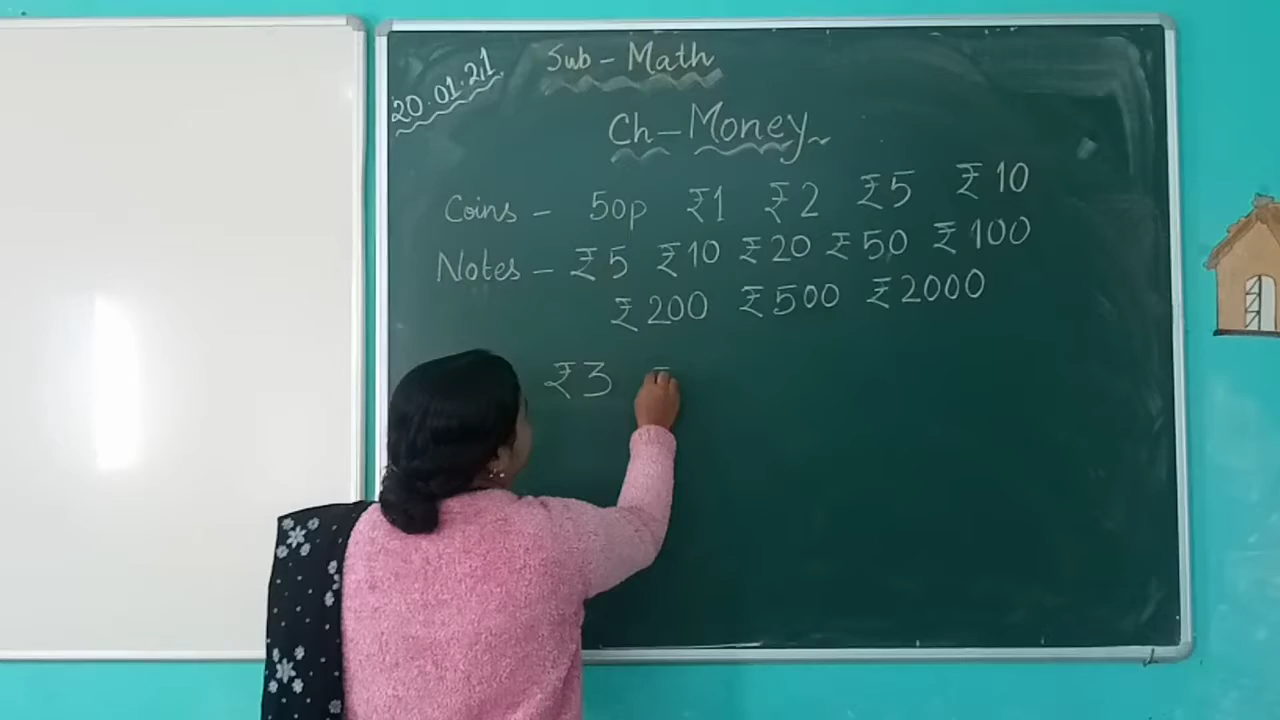 20.01.21
Sub - Math
Ch - Money
Coins - 50p ₹1 ₹2 ₹5 ₹10
Notes - ₹5 ₹10 ₹20 ₹50 ₹100
₹200 ₹500 ₹2000
₹3